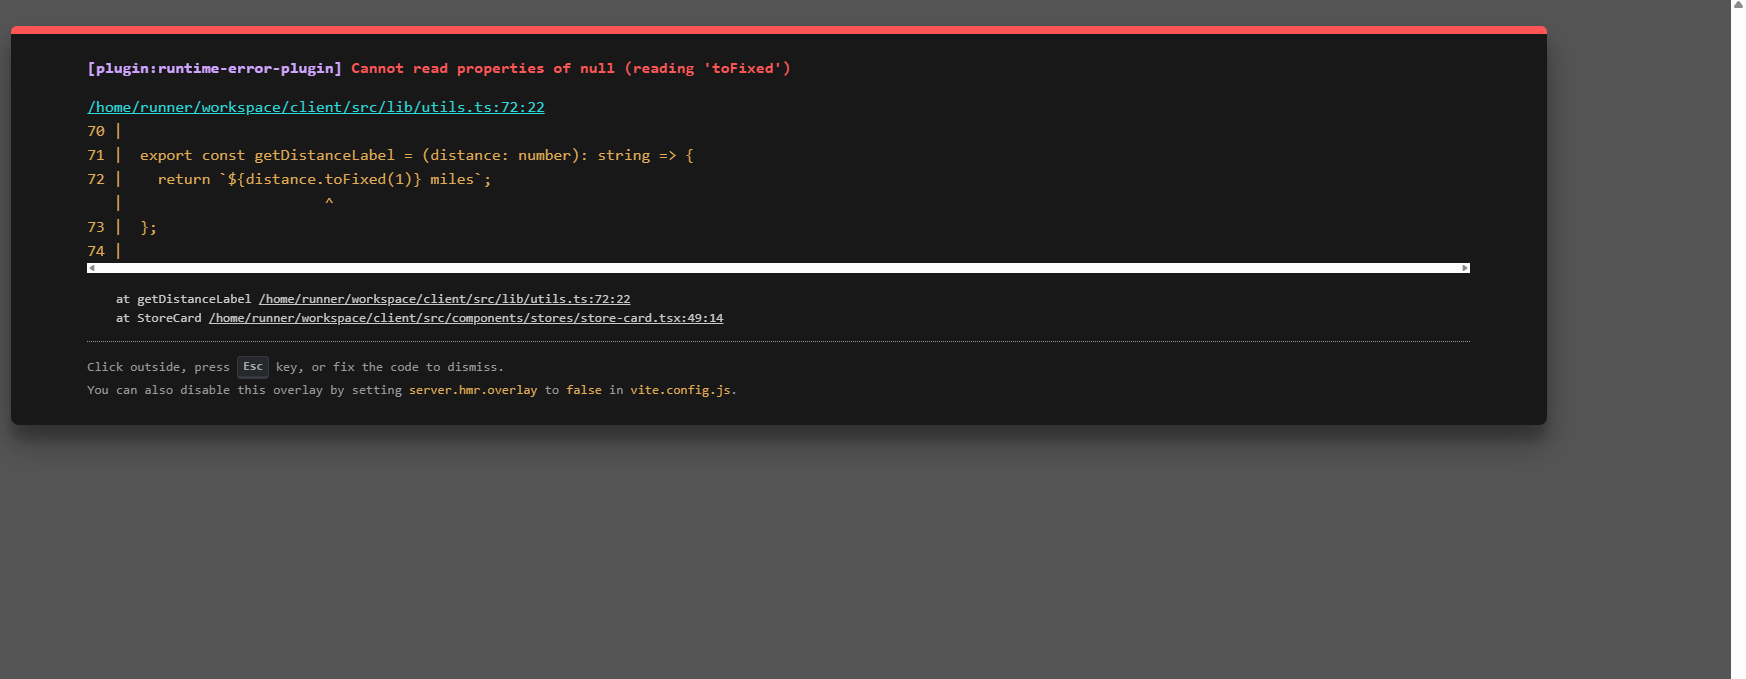 [plugin:runtime-error-plugin] Cannot read properties of null (reading 'toFixed')
/home/runner/workspace/client/src/lib/utils.ts:72:22
70 |
71 |  export const getDistanceLabel = (distance: number): string => {
72 |    return `${distance.toFixed(1)} miles`;
   |                       ^
73 |  };
74 |
at getDistanceLabel /home/runner/workspace/client/src/lib/utils.ts:72:22
at StoreCard /home/runner/workspace/client/src/components/stores/store-card.tsx:49:14
Click outside, press Esc key, or fix the code to dismiss.
You can also disable this overlay by setting server.hmr.overlay to false in vite.config.js.